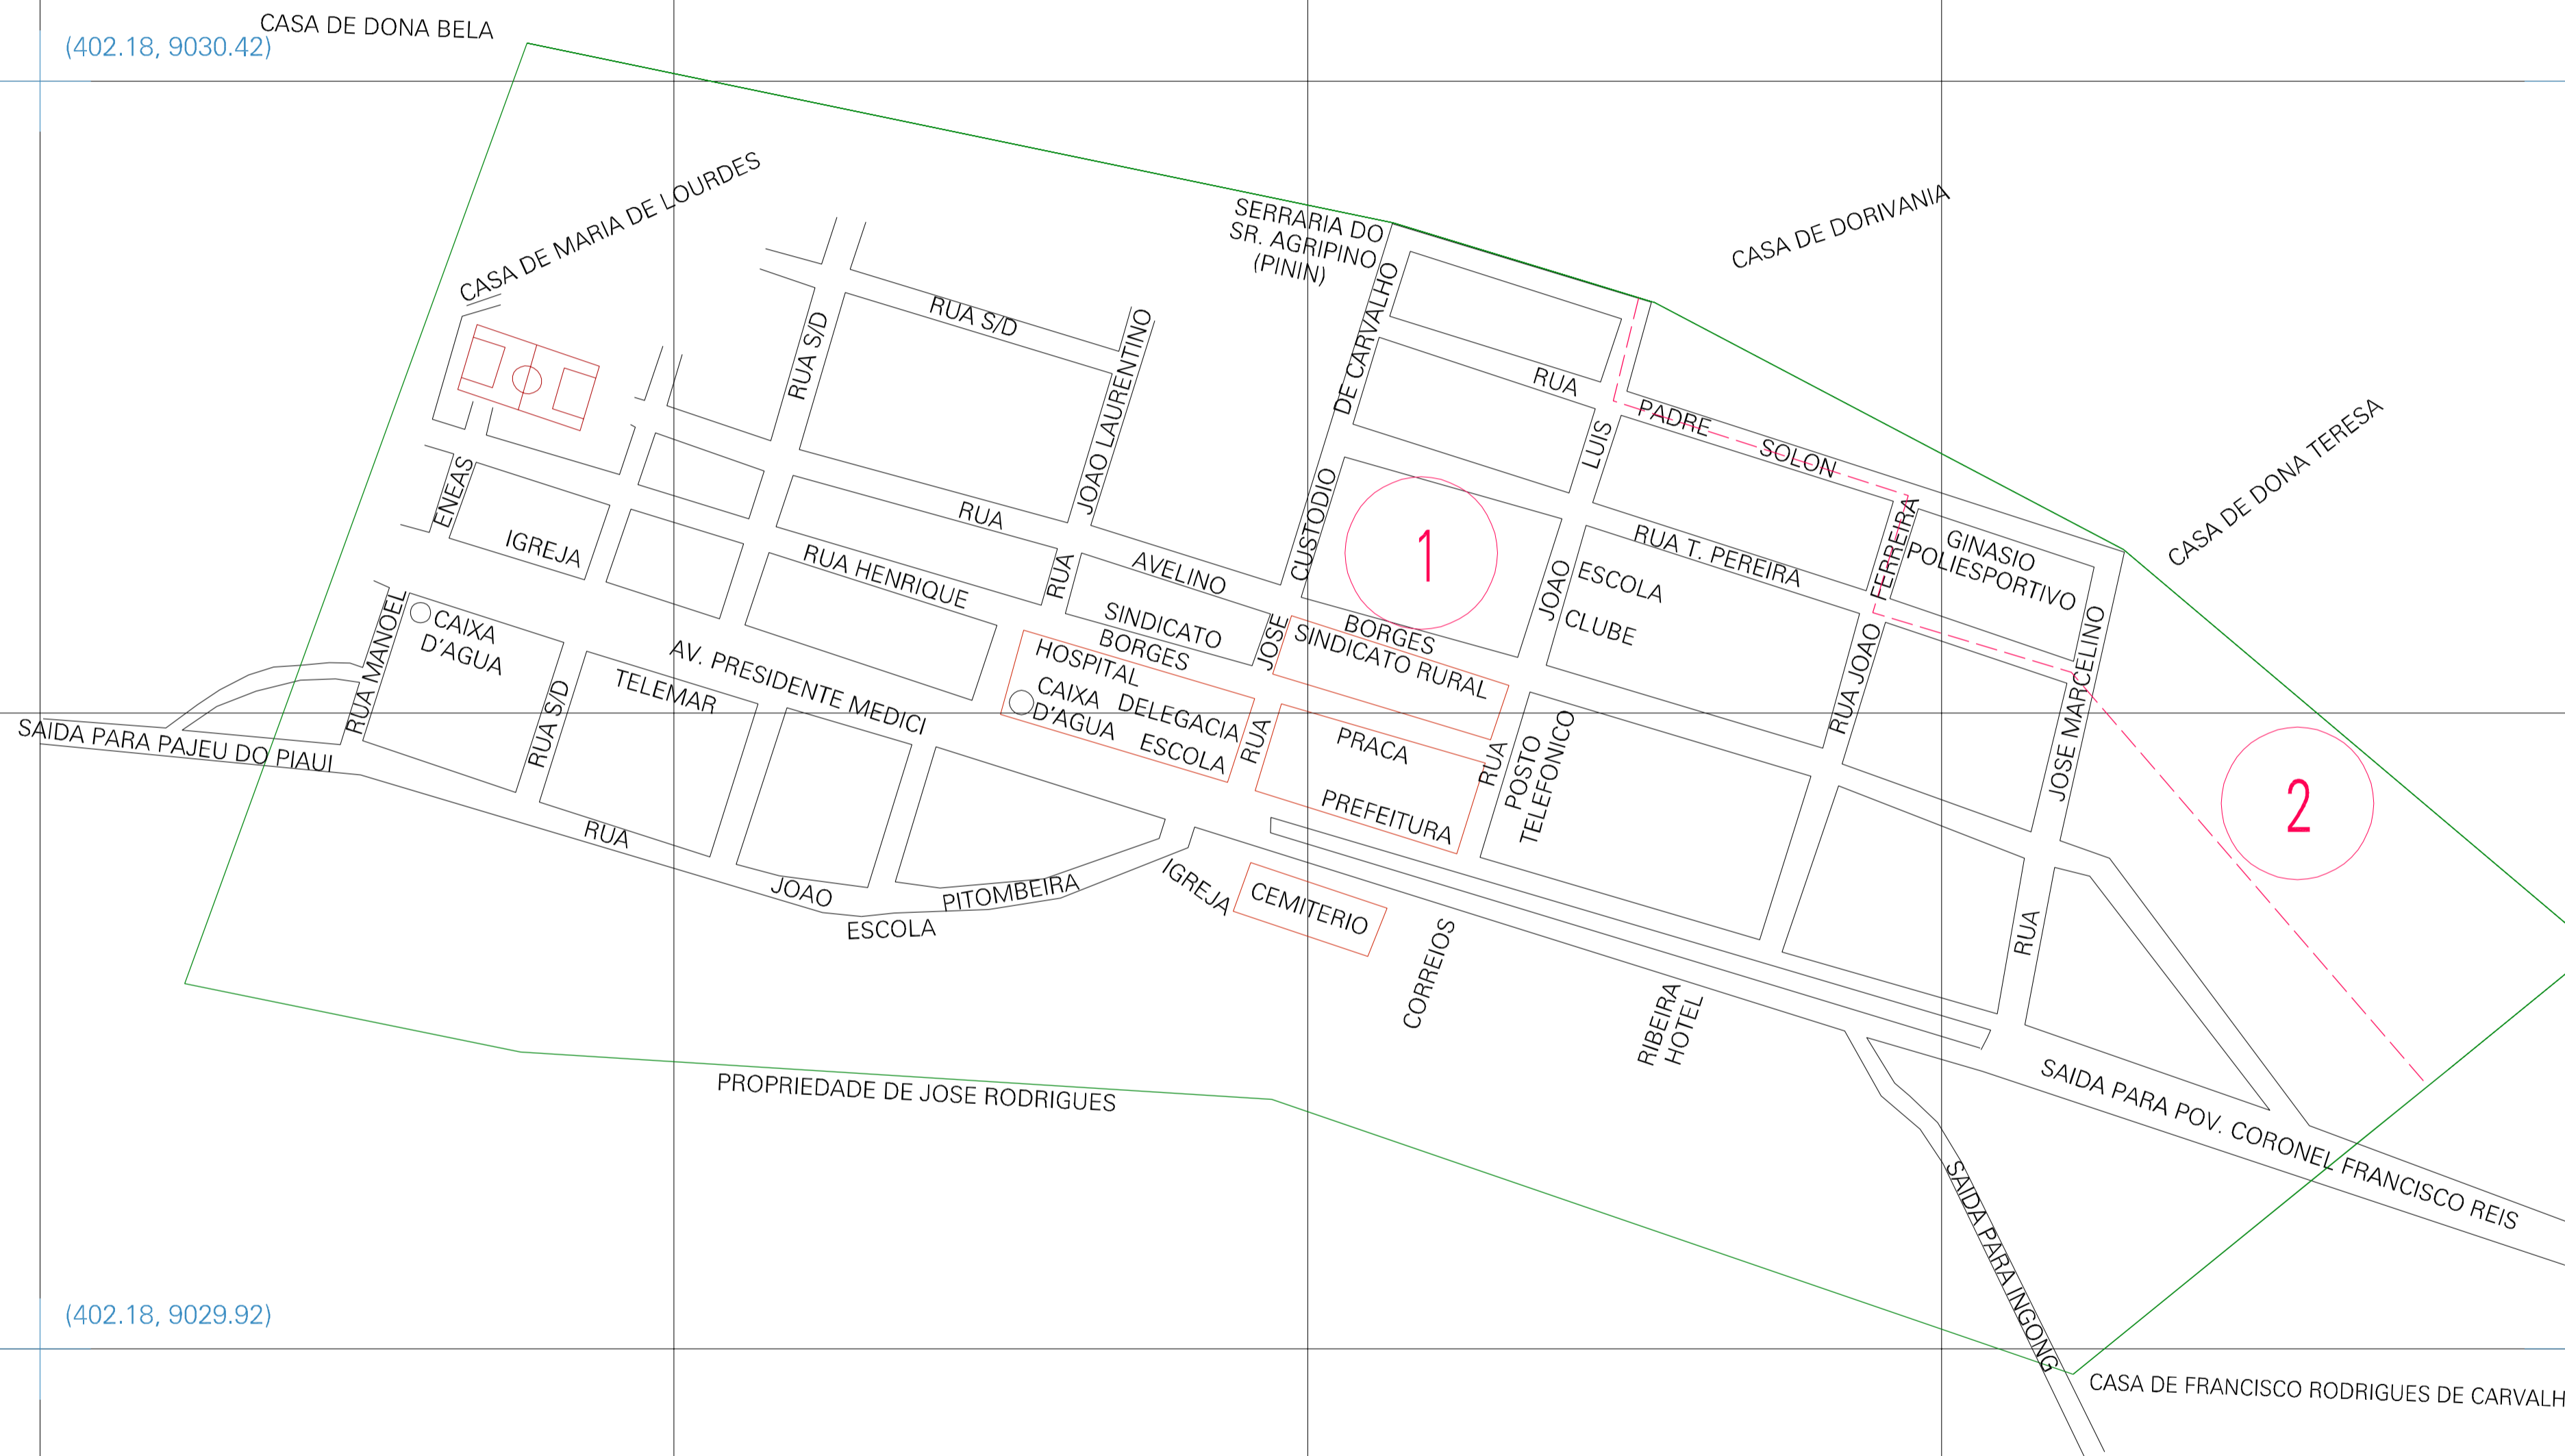 CASA DE DONA BELA
(402.18, 9030.42)
CASA DE MARIA DE LOURDES
SERRARIA DO
SR. AGRIPINO
(PININ)
CASA DE DORIVANIA
CASA DE DONA TERESA
RUA S/D
RUA S/D
JOAO LAURENTINO
DE CARVALHO
RUA
PADRE
SOLON
LUIS
ENEAS
IGREJA
RUA
RUA HENRIQUE
RUA
AVELINO
CUSTODIO
1
RUA T. PEREIRA
FERREIRA
GINASIO
POLIESPORTIVO
ESCOLA
CLUBE
JOAO
SINDICATO
BORGES
JOSE
BORGES
SINDICATO RURAL
RUA MANOEL
CAIXA
D'AGUA
AV. PRESIDENTE MEDICI
TELEMAR
RUA S/D
HOSPITAL
CAIXA
D'AGUA
DELEGACIA
ESCOLA
RUA
PRACA
PREFEITURA
RUA
POSTO
TELEFONICO
RUA JOAO
JOSE MARCELINO
2
SAIDA PARA PAJEU DO PIAUI
RUA
JOAO
PITOMBEIRA
ESCOLA
IGREJA
CEMITERIO
CORREIOS
RIBEIRA
HOTEL
RUA
SAIDA PARA POV. CORONEL FRANCISCO REIS
PROPRIEDADE DE JOSE RODRIGUES
SAIDA PARA INGONG
(402.18, 9029.92)
CASA DE FRANCISCO RODRIGUES DE CARVALH